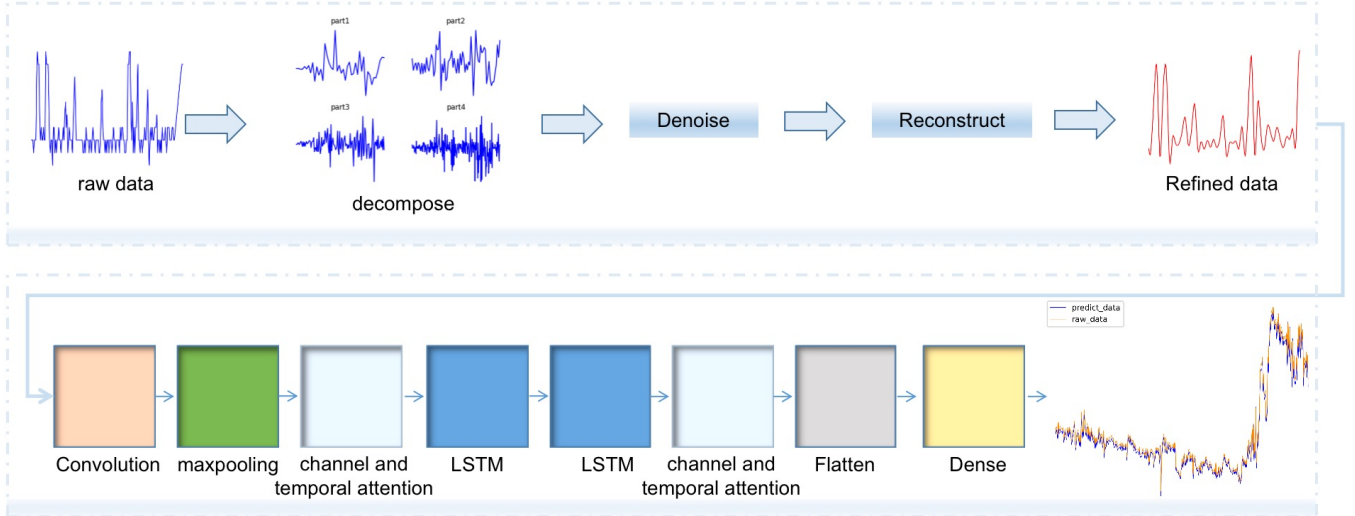 part1
part2
part3
part4
raw data
decompose
Denoise
Reconstruct
Refined data
predict_data
raw_data
Convolution
maxpooling
channel and
temporal attention
LSTM
LSTM
channel and
temporal attention
Flatten
Dense